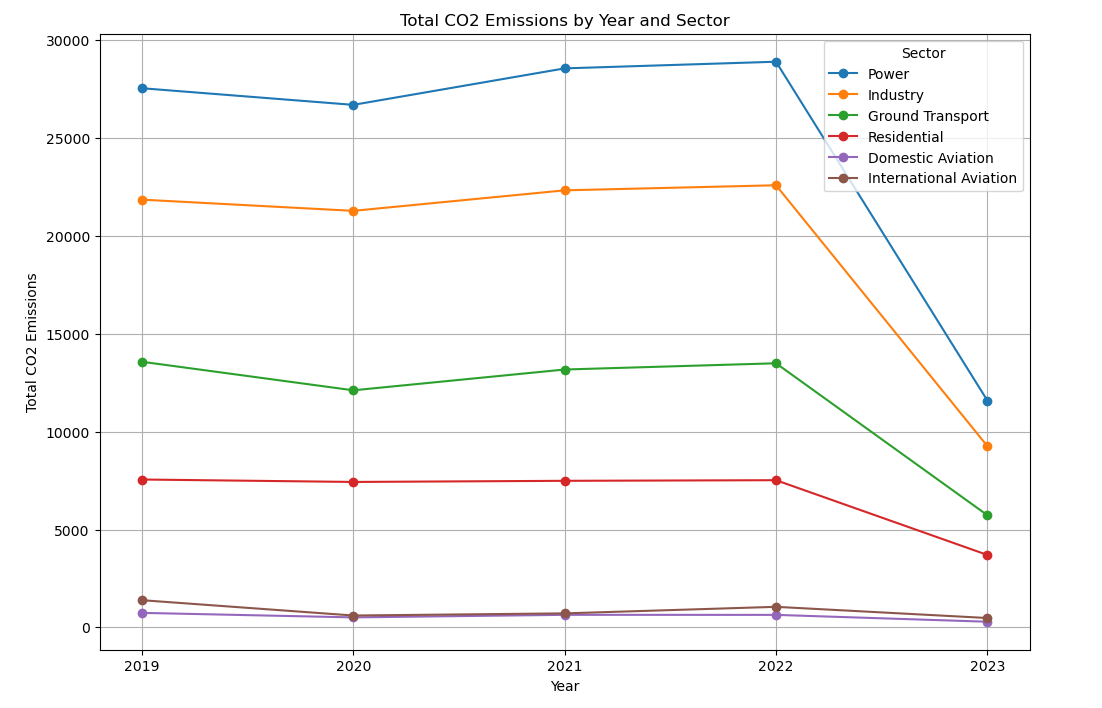 Total CO2 Emissions by Year and Sector
30000
25000
20000
15000
10000
5000
0
Total CO2 Emissions
Sector
Power
Industry
Ground Transport
Residential
Domestic Aviation
International Aviation
2019 2020 2021 2022 2023
Year